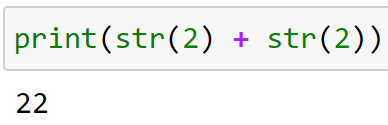 print(str(2) + str(2))
22